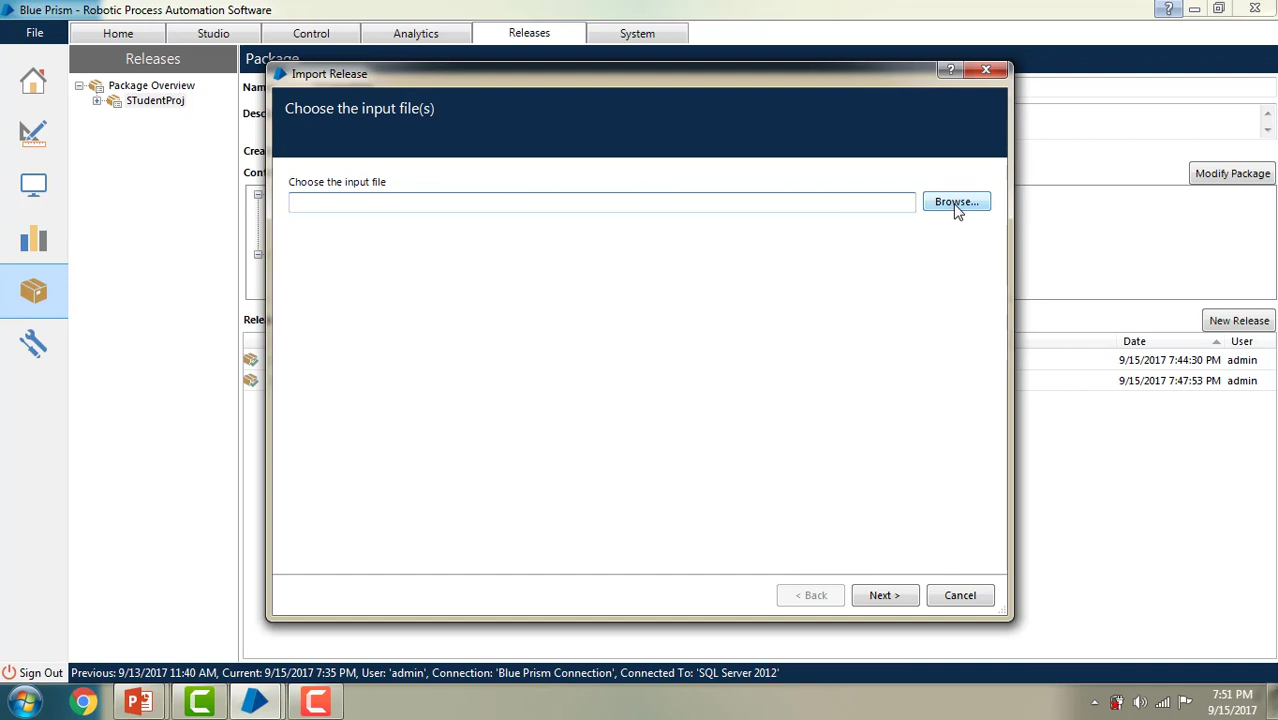 Blue Prism - Robotic Process Automation Software
File
Home
Studio
Control
Analytics
Releases
System
Releases
Package
Package Overview
STudentProj
Import Release
Choose the input file(s)
Choose the input file
Browse...
Modify Package
New Release
Date
User
9/15/2017 7:44:30 PM admin
9/15/2017 7:47:53 PM admin
< Back
Next >
Cancel
Sign Out
Previous: 9/13/2017 11:40 AM, Current: 9/15/2017 7:35 PM, User: 'admin', Connection: 'Blue Prism Connection', Connected To: 'SQL Server 2012'
7:51 PM
9/15/2017